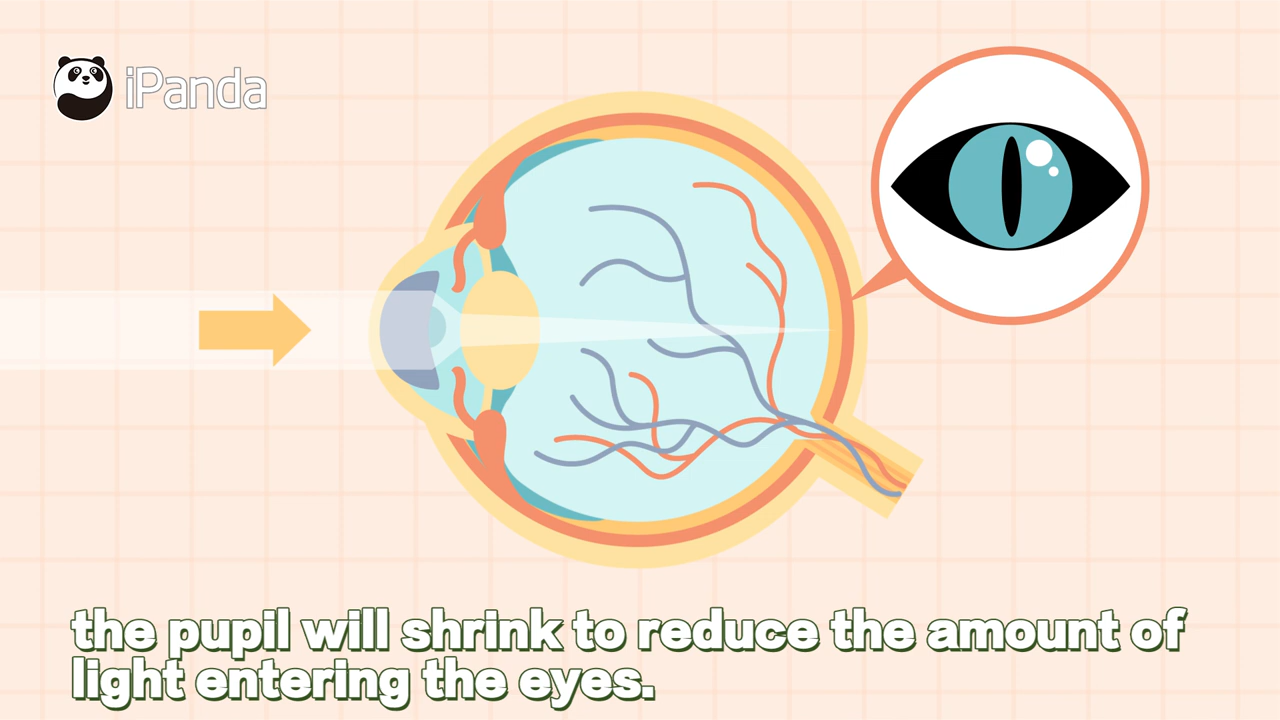 iPanda
the pupil will shrink to reduce the amount of
light entering the eyes.